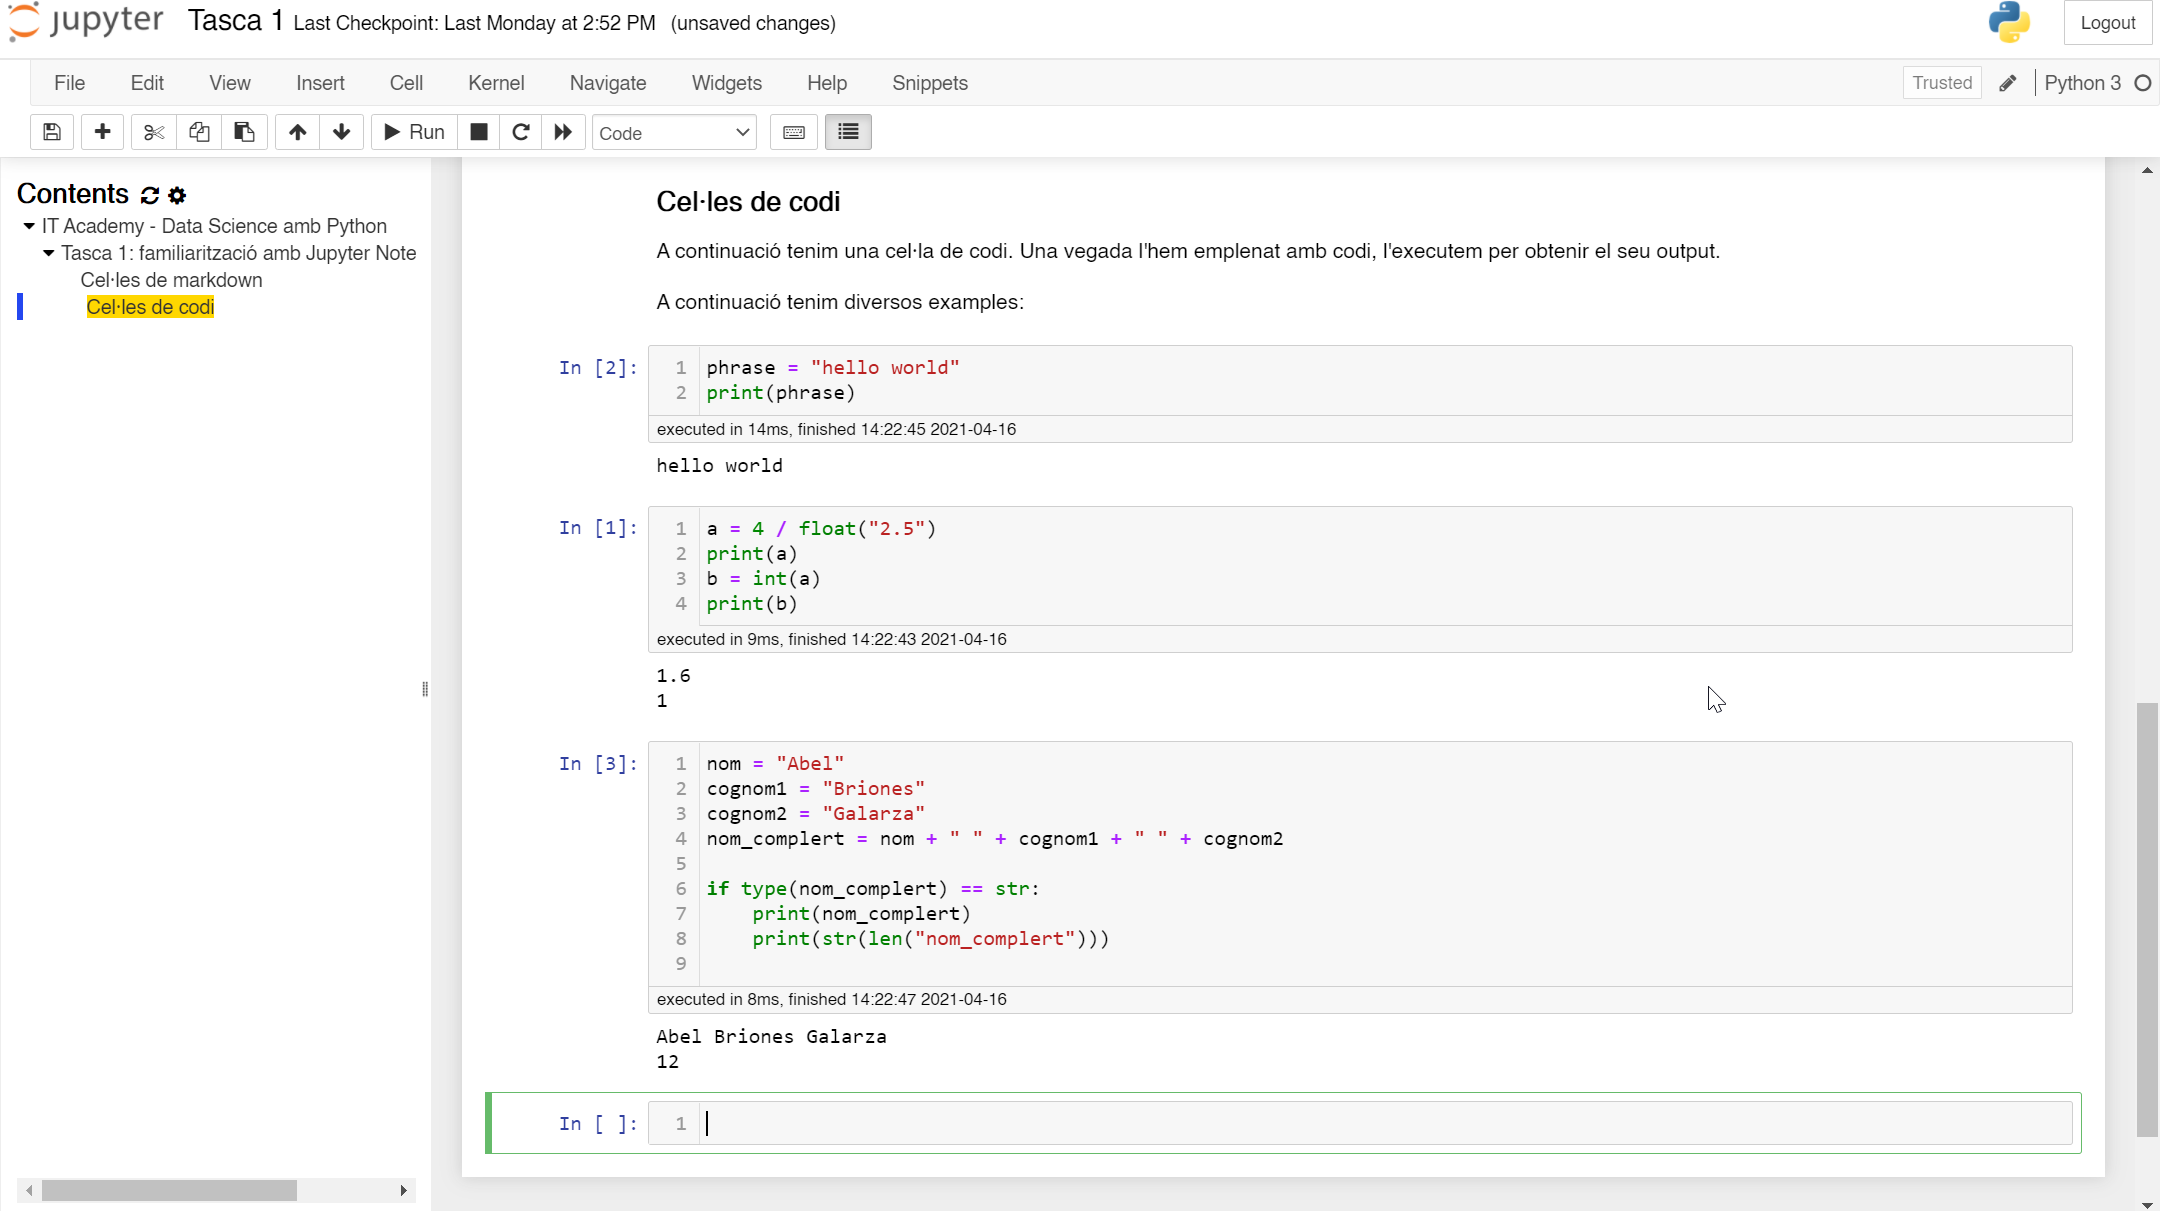 jupyter Tasca 1 Last Checkpoint: Last Monday at 2:52 PM (unsaved changes) Logout
File Edit View Insert Cell Kernel Navigate Widgets Help Snippets Trusted Python 3
Run Code
Contents
IT Academy - Data Science amb Python
Tasca 1: familiarització amb Jupyter Note
Cel·les de markdown
Cel·les de codi
Cel·les de codi
A continuació tenim una cel·la de codi. Una vegada l'hem emplenat amb codi, l'executem per obtenir el seu output.
A continuació tenim diversos examples:
In [2]:
1 phrase = "hello world"
2 print(phrase)
executed in 14ms, finished 14:22:45 2021-04-16
hello world
In [1]:
1 a = 4 / float("2.5")
2 print(a)
3 b = int(a)
4 print(b)
executed in 9ms, finished 14:22:43 2021-04-16
1.6
1
In [3]:
1 nom = "Abel"
2 cognom1 = "Briones"
3 cognom2 = "Galarza"
4 nom_complert = nom + " " + cognom1 + " " + cognom2
5
6 if type(nom_complert) == str:
7     print(nom_complert)
8     print(str(len("nom_complert")))
9
executed in 8ms, finished 14:22:47 2021-04-16
Abel Briones Galarza
12
In [ ]:
1